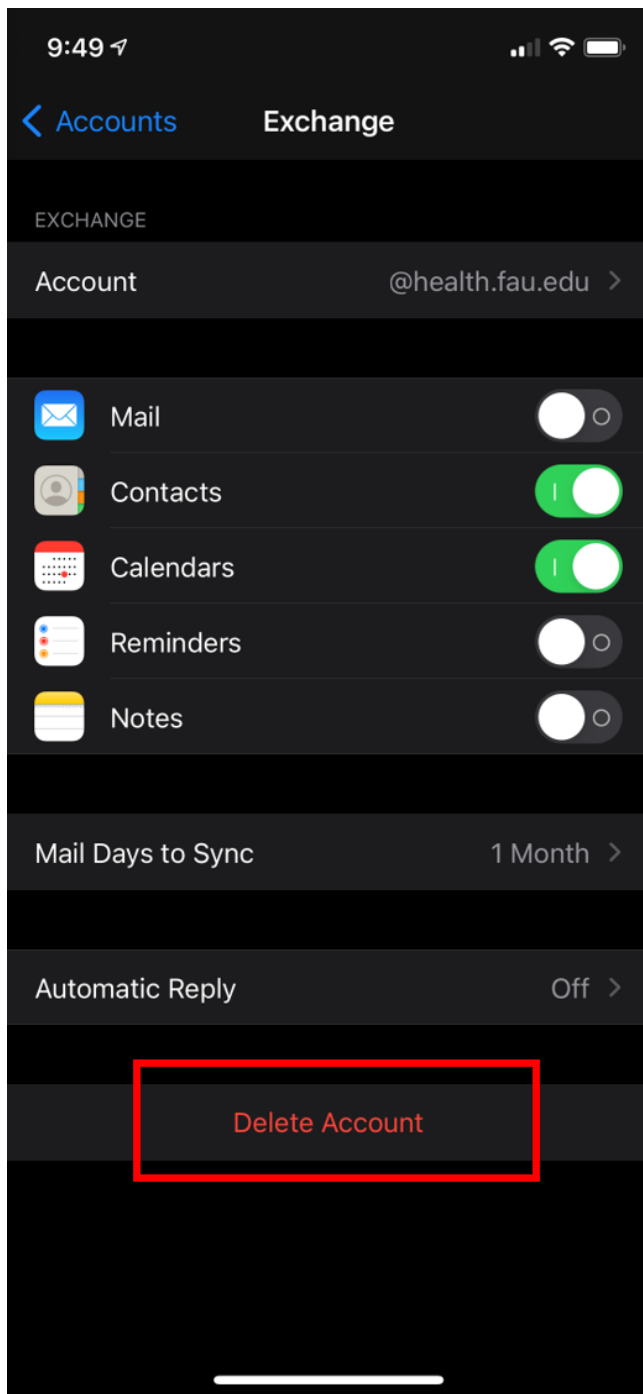 9:49
Accounts Exchange
EXCHANGE
Account @health.fau.edu
Mail
Contacts
Calendars
Reminders
Notes
Mail Days to Sync 1 Month
Automatic Reply Off
Delete Account